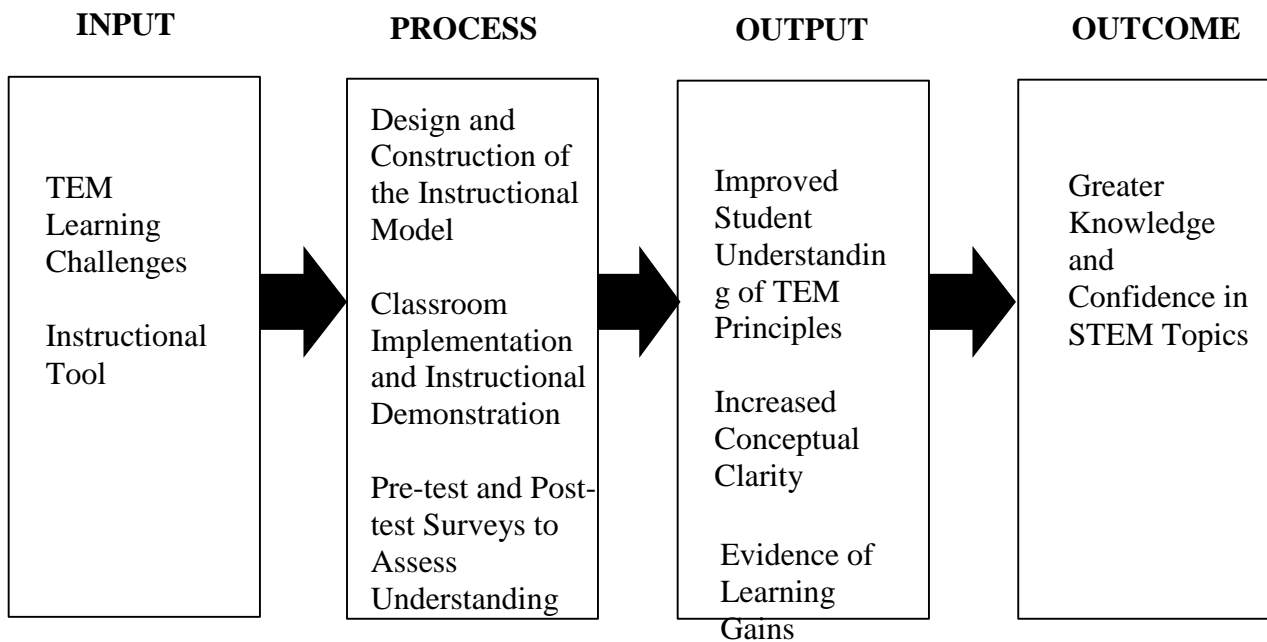 INPUT
PROCESS
OUTPUT
OUTCOME
TEM
Learning
Challenges
Instructional
Tool
Design and
Construction of
the Instructional
Model
Classroom
Implementation
and Instructional
Demonstration
Pre-test and Post-
test Surveys to
Assess
Understanding
Improved
Student
Understandin
g of TEM
Principles
Increased
Conceptual
Clarity
Evidence of
Learning
Gains
Greater
Knowledge
and
Confidence in
STEM Topics